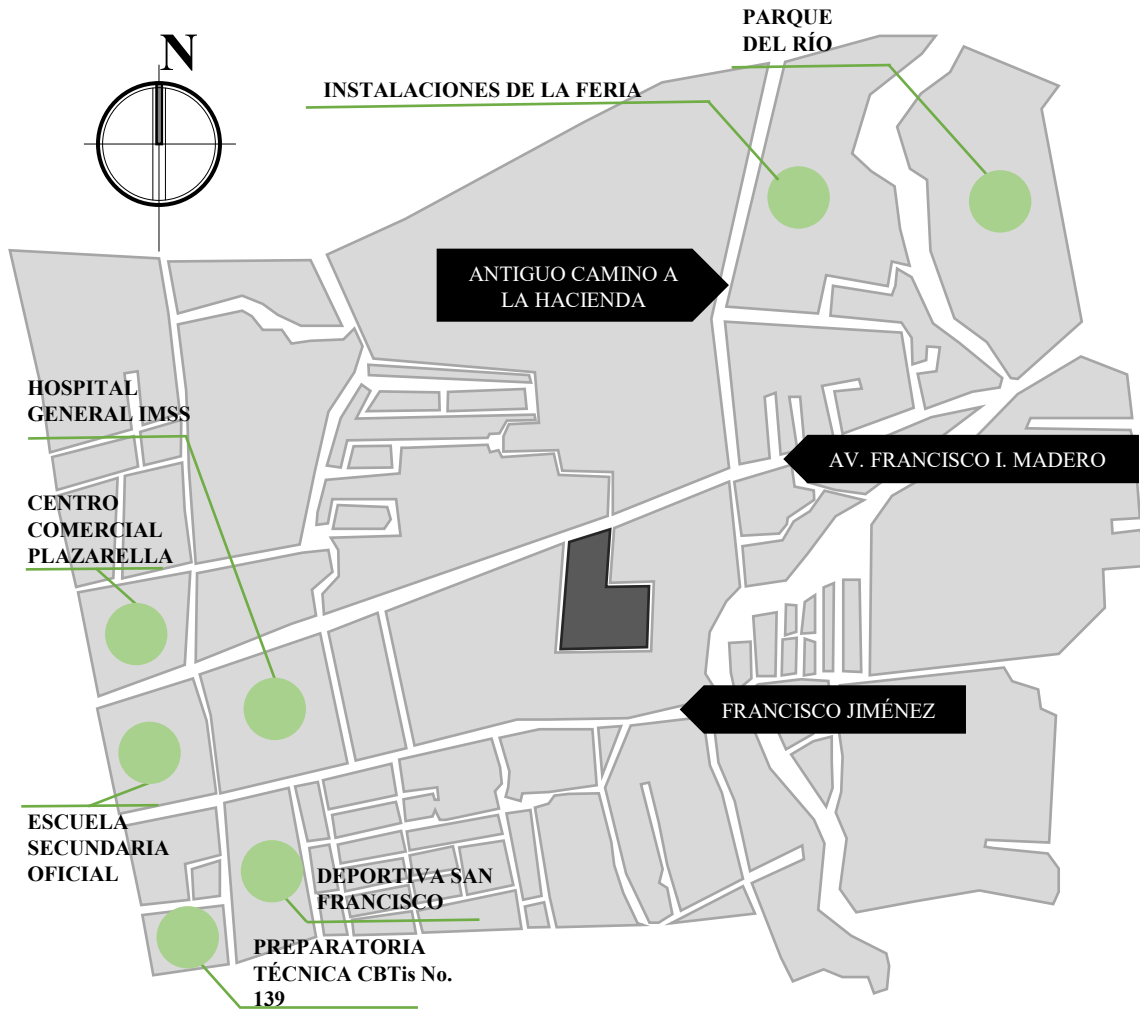 N
PARQUE
DEL RÍO
INSTALACIONES DE LA FERIA
ANTIGUO CAMINO A
LA HACIENDA
HOSPITAL
GENERAL IMSS
AV. FRANCISCO I. MADERO
CENTRO
COMERCIAL
PLAZARELLA
FRANCISCO JIMÉNEZ
ESCUELA
SECUNDARIA
OFICIAL
DEPORTIVA SAN
FRANCISCO
PREPARATORIA
TÉCNICA CBTis No.
139